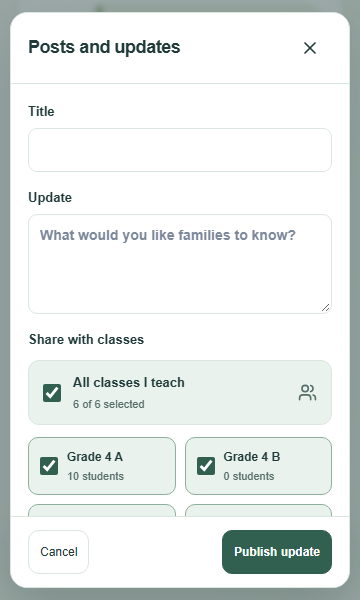 Posts and updates
Title
Update
What would you like families to know?
Share with classes
All classes I teach
6 of 6 selected
Grade 4 A
10 students
Grade 4 B
0 students
Cancel
Publish update